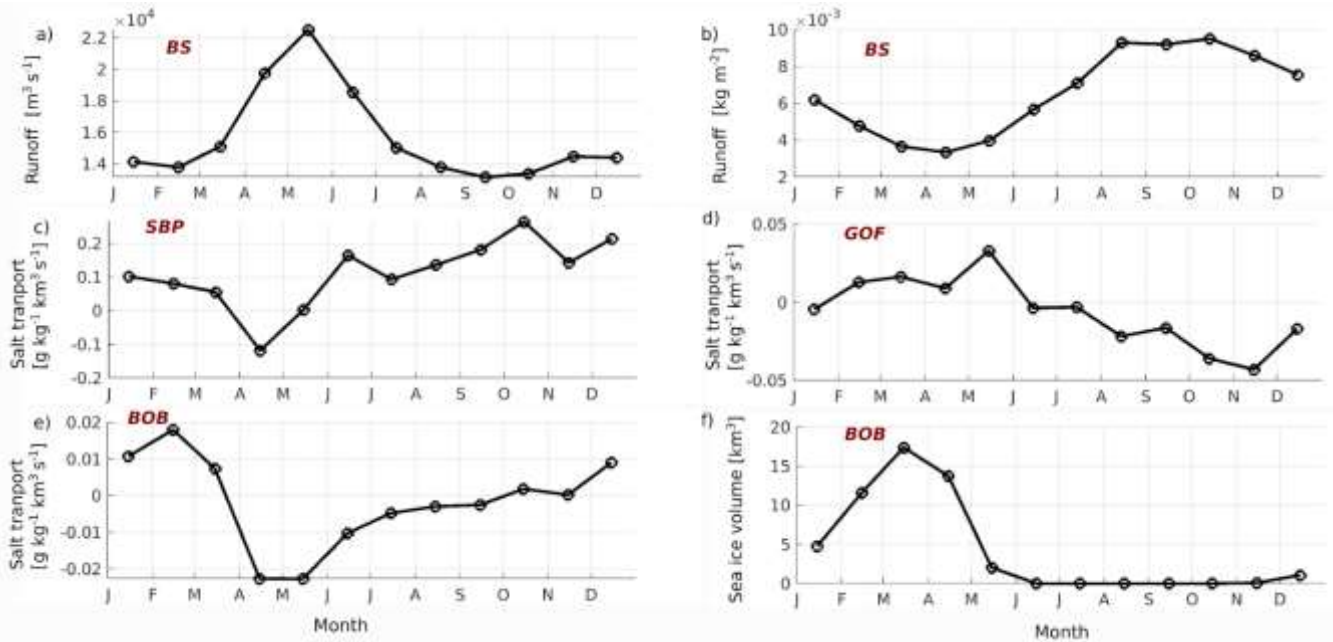 a)
×10⁴
BS
Runoff [m³ s⁻¹]
2.2
2
1.8
1.6
1.4
J F M A M J J A S O N D
b)
×10⁻³
BS
Runoff [kg m⁻²]
10
8
6
4
2
J F M A M J J A S O N D
c)
SBP
Salt tranport
[g kg⁻¹ km³ s⁻¹]
0.2
0.1
0
-0.1
-0.2
J F M A M J J A S O N D
d)
GOF
Salt tranport
[g kg⁻¹ km³ s⁻¹]
0.05
0
-0.05
J F M A M J J A S O N D
e)
BOB
Salt tranport
[g kg⁻¹ km³ s⁻¹]
0.02
0.01
0
-0.01
-0.02
J F M A M J J A S O N D
Month
f)
BOB
Sea ice volume [km³]
20
15
10
5
0
J F M A M J J A S O N D
Month